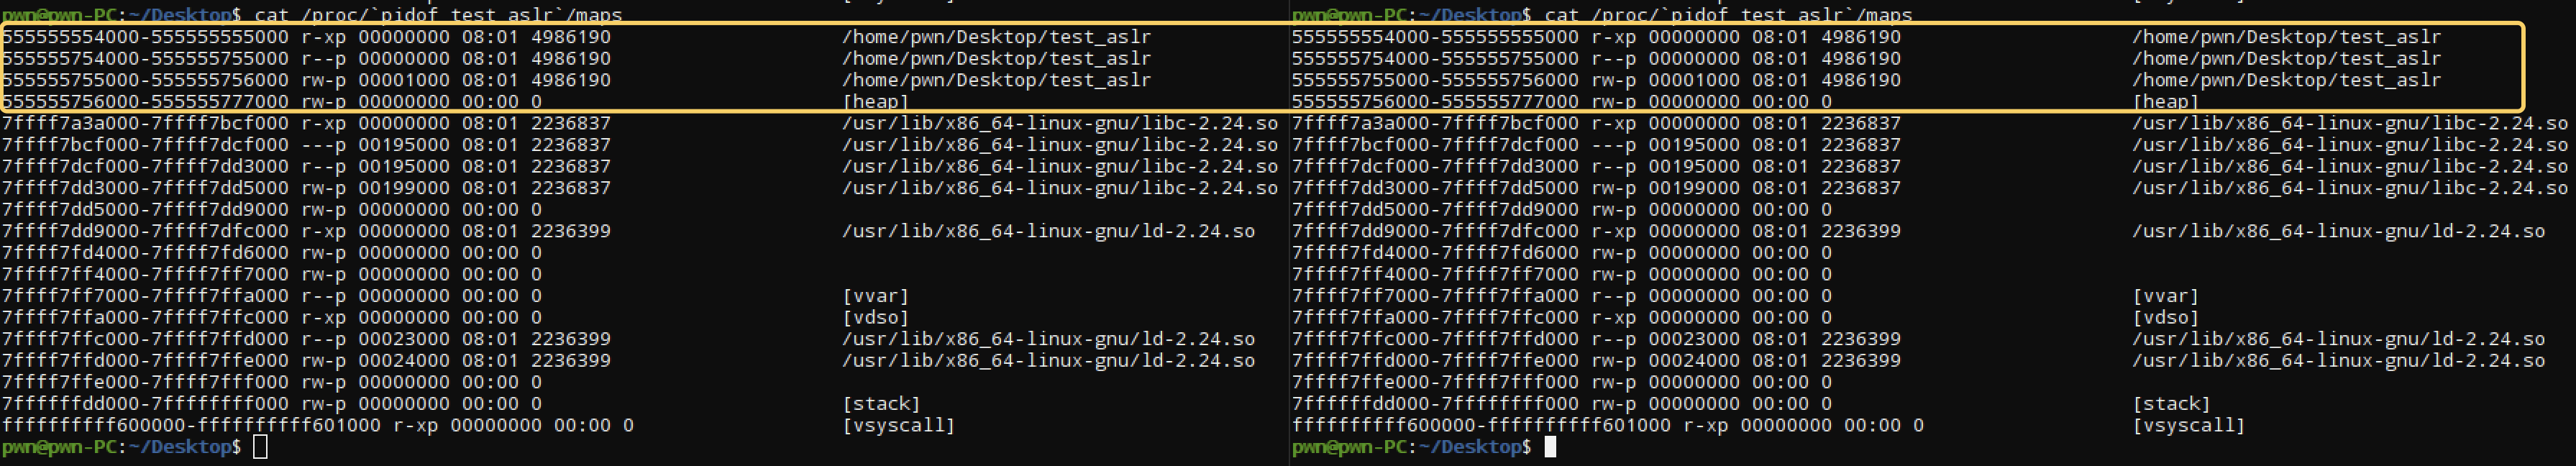 pwn@pwn-PC:~/Desktop$ cat /proc/`pidof test_aslr`/maps
555555554000-555555555000 r-xp 00000000 08:01 4986190 /home/pwn/Desktop/test_aslr
555555754000-555555755000 r--p 00000000 08:01 4986190 /home/pwn/Desktop/test_aslr
555555755000-555555756000 rw-p 00001000 08:01 4986190 /home/pwn/Desktop/test_aslr
555555756000-555555777000 rw-p 00000000 00:00 0 [heap]
7ffff7a3a000-7ffff7bcf000 r-xp 00000000 08:01 2236837 /usr/lib/x86_64-linux-gnu/libc-2.24.so
7ffff7bcf000-7ffff7dcf000 ---p 00195000 08:01 2236837 /usr/lib/x86_64-linux-gnu/libc-2.24.so
7ffff7dcf000-7ffff7dd3000 r--p 00195000 08:01 2236837 /usr/lib/x86_64-linux-gnu/libc-2.24.so
7ffff7dd3000-7ffff7dd5000 rw-p 00199000 08:01 2236837 /usr/lib/x86_64-linux-gnu/libc-2.24.so
7ffff7dd5000-7ffff7dd9000 rw-p 00000000 00:00 0
7ffff7dd9000-7ffff7dfc000 r-xp 00000000 08:01 2236399 /usr/lib/x86_64-linux-gnu/ld-2.24.so
7ffff7fd4000-7ffff7fd6000 rw-p 00000000 00:00 0
7ffff7ff4000-7ffff7ff7000 rw-p 00000000 00:00 0
7ffff7ff7000-7ffff7ffa000 r--p 00000000 00:00 0 [vvar]
7ffff7ffa000-7ffff7ffc000 r-xp 00000000 00:00 0 [vdso]
7ffff7ffc000-7ffff7ffd000 r--p 00023000 08:01 2236399 /usr/lib/x86_64-linux-gnu/ld-2.24.so
7ffff7ffd000-7ffff7ffe000 rw-p 00024000 08:01 2236399 /usr/lib/x86_64-linux-gnu/ld-2.24.so
7ffff7ffe000-7ffff7fff000 rw-p 00000000 00:00 0
7ffffffdd000-7ffffffff000 rw-p 00000000 00:00 0 [stack]
ffffffffff600000-ffffffffff601000 r-xp 00000000 00:00 0 [vsyscall]
pwn@pwn-PC:~/Desktop$
pwn@pwn-PC:~/Desktop$ cat /proc/`pidof test_aslr`/maps
555555554000-555555555000 r-xp 00000000 08:01 4986190 /home/pwn/Desktop/test_aslr
555555754000-555555755000 r--p 00000000 08:01 4986190 /home/pwn/Desktop/test_aslr
555555755000-555555756000 rw-p 00001000 08:01 4986190 /home/pwn/Desktop/test_aslr
555555756000-555555777000 rw-p 00000000 00:00 0 [heap]
7ffff7a3a000-7ffff7bcf000 r-xp 00000000 08:01 2236837 /usr/lib/x86_64-linux-gnu/libc-2.24.so
7ffff7bcf000-7ffff7dcf000 ---p 00195000 08:01 2236837 /usr/lib/x86_64-linux-gnu/libc-2.24.so
7ffff7dcf000-7ffff7dd3000 r--p 00195000 08:01 2236837 /usr/lib/x86_64-linux-gnu/libc-2.24.so
7ffff7dd3000-7ffff7dd5000 rw-p 00199000 08:01 2236837 /usr/lib/x86_64-linux-gnu/libc-2.24.so
7ffff7dd5000-7ffff7dd9000 rw-p 00000000 00:00 0
7ffff7dd9000-7ffff7dfc000 r-xp 00000000 08:01 2236399 /usr/lib/x86_64-linux-gnu/ld-2.24.so
7ffff7fd4000-7ffff7fd6000 rw-p 00000000 00:00 0
7ffff7ff4000-7ffff7ff7000 rw-p 00000000 00:00 0
7ffff7ff7000-7ffff7ffa000 r--p 00000000 00:00 0 [vvar]
7ffff7ffa000-7ffff7ffc000 r-xp 00000000 00:00 0 [vdso]
7ffff7ffc000-7ffff7ffd000 r--p 00023000 08:01 2236399 /usr/lib/x86_64-linux-gnu/ld-2.24.so
7ffff7ffd000-7ffff7ffe000 rw-p 00024000 08:01 2236399 /usr/lib/x86_64-linux-gnu/ld-2.24.so
7ffff7ffe000-7ffff7fff000 rw-p 00000000 00:00 0
7ffffffdd000-7ffffffff000 rw-p 00000000 00:00 0 [stack]
ffffffffff600000-ffffffffff601000 r-xp 00000000 00:00 0 [vsyscall]
pwn@pwn-PC:~/Desktop$